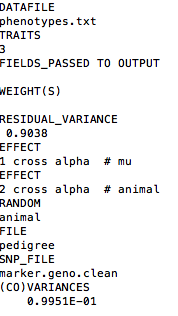 DATAFILE
phenotypes.txt
TRAITS
3
FIELDS_PASSED TO OUTPUT
WEIGHT(S)
RESIDUAL_VARIANCE
0.9038
EFFECT
1 cross alpha # mu
EFFECT
2 cross alpha # animal
RANDOM
animal
FILE
pedigree
SNP_FILE
marker.geno.clean
(CO)VARIANCES
0.9951E-01